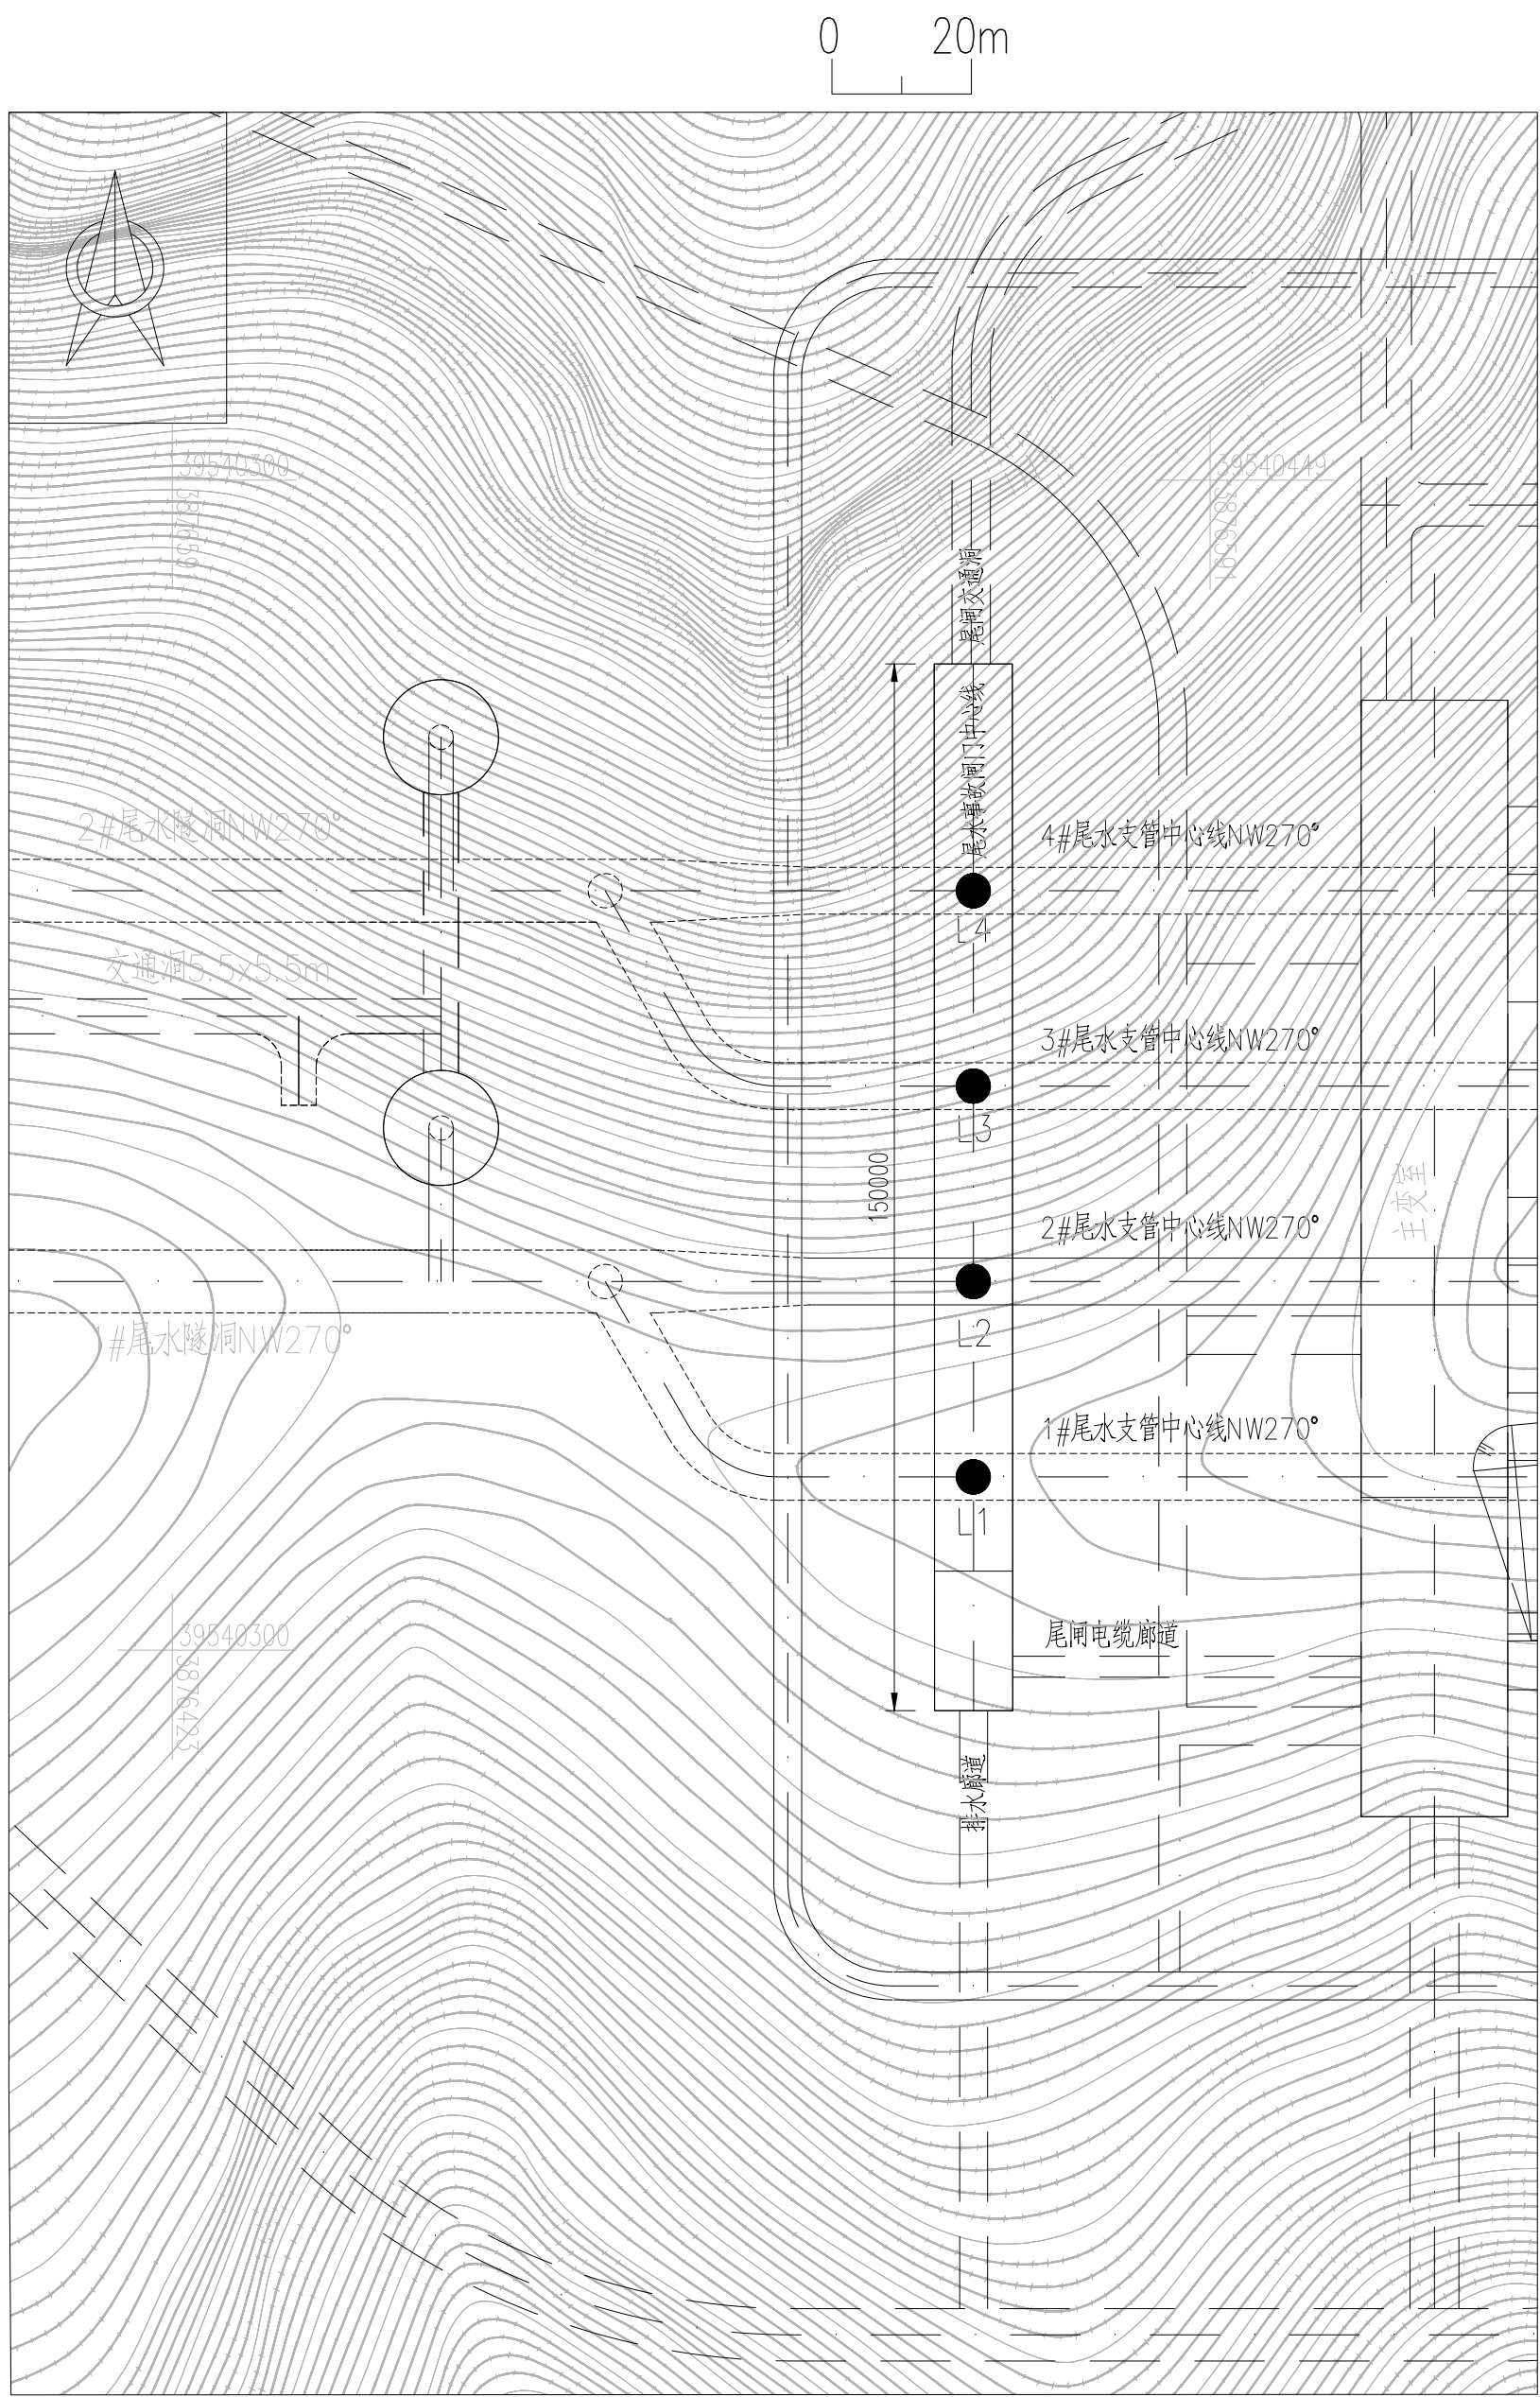 0 20m
39540300
3876591
39540449
3876591
尾闸交通洞
尾水事故闸门中心线
2#尾水隧洞NW270°
4#尾水支管中心线NW270°
L4
交通洞5.5x5.5m
3#尾水支管中心线NW270°
L3
150000
主变室
2#尾水支管中心线NW270°
L2
1#尾水隧洞NW270°
1#尾水支管中心线NW270°
L1
尾闸电缆廊道
39540300
3876423
排水廊道